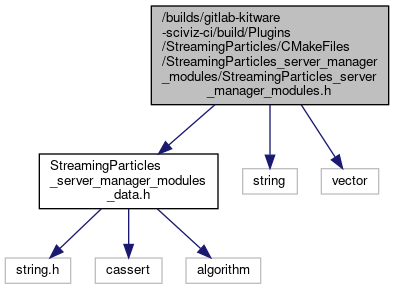 /builds/gitlab-kitware
-sciviz-ci/build/Plugins
/StreamingParticles/CMakeFiles
/StreamingParticles_server_manager
_modules/StreamingParticles_server
_manager_modules.h
StreamingParticles
_server_manager_modules
_data.h
string
vector
string.h
cassert
algorithm